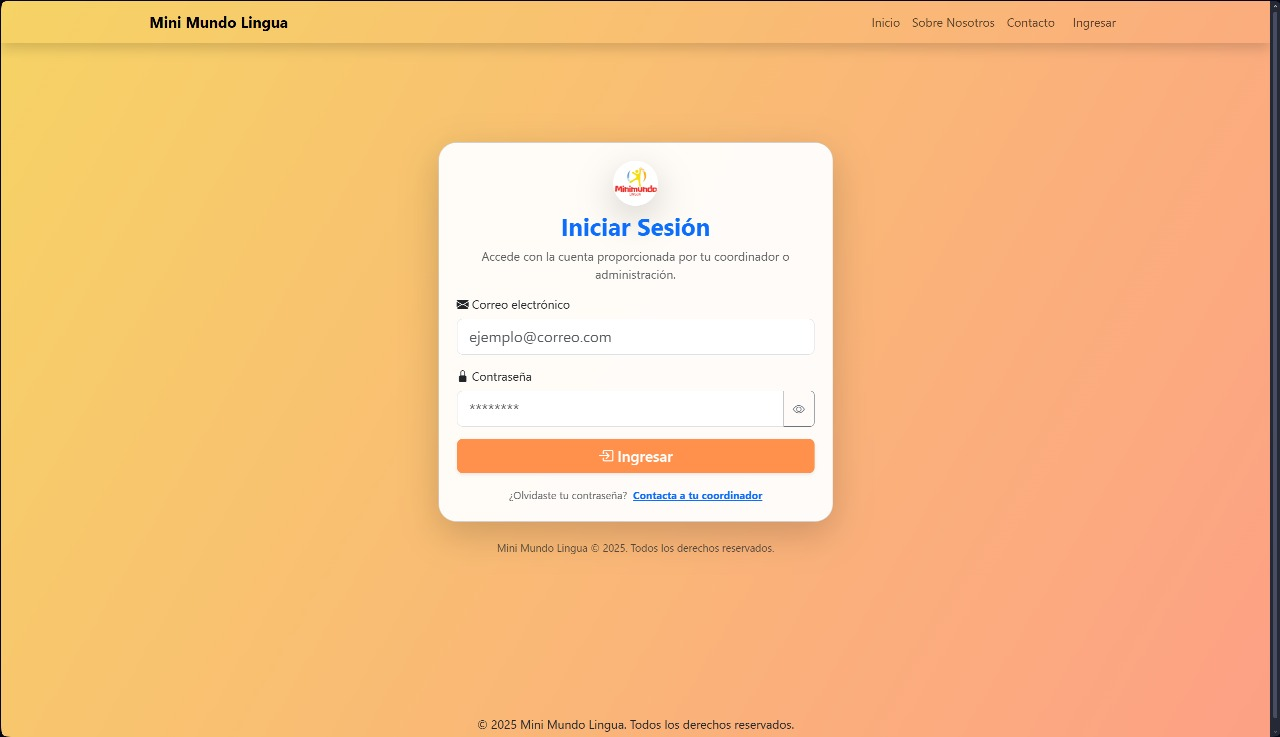 Mini Mundo Lingua
Inicio Sobre Nosotros Contacto Ingresar
Minimundo
Iniciar Sesión
Accede con la cuenta proporcionada por tu coordinador o
administración.
Correo electrónico
ejemplo@correo.com
Contraseña
********
Ingresar
¿Olvidaste tu contraseña? Contacta a tu coordinador
Mini Mundo Lingua © 2025. Todos los derechos reservados.
© 2025 Mini Mundo Lingua. Todos los derechos reservados.